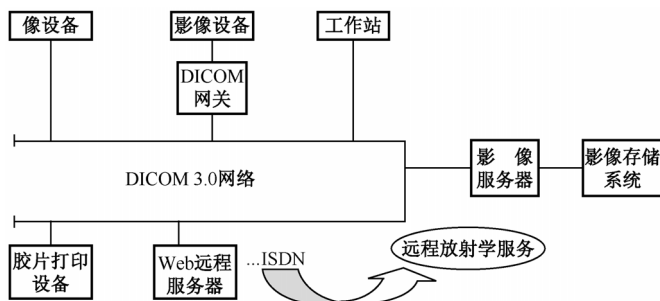 像设备
影像设备
工作站
DICOM
网关
DICOM 3.0网络
影 像
服务器
影像存储
系统
胶片打印
设备
Web远程
服务器
...ISDN
远程放射学服务